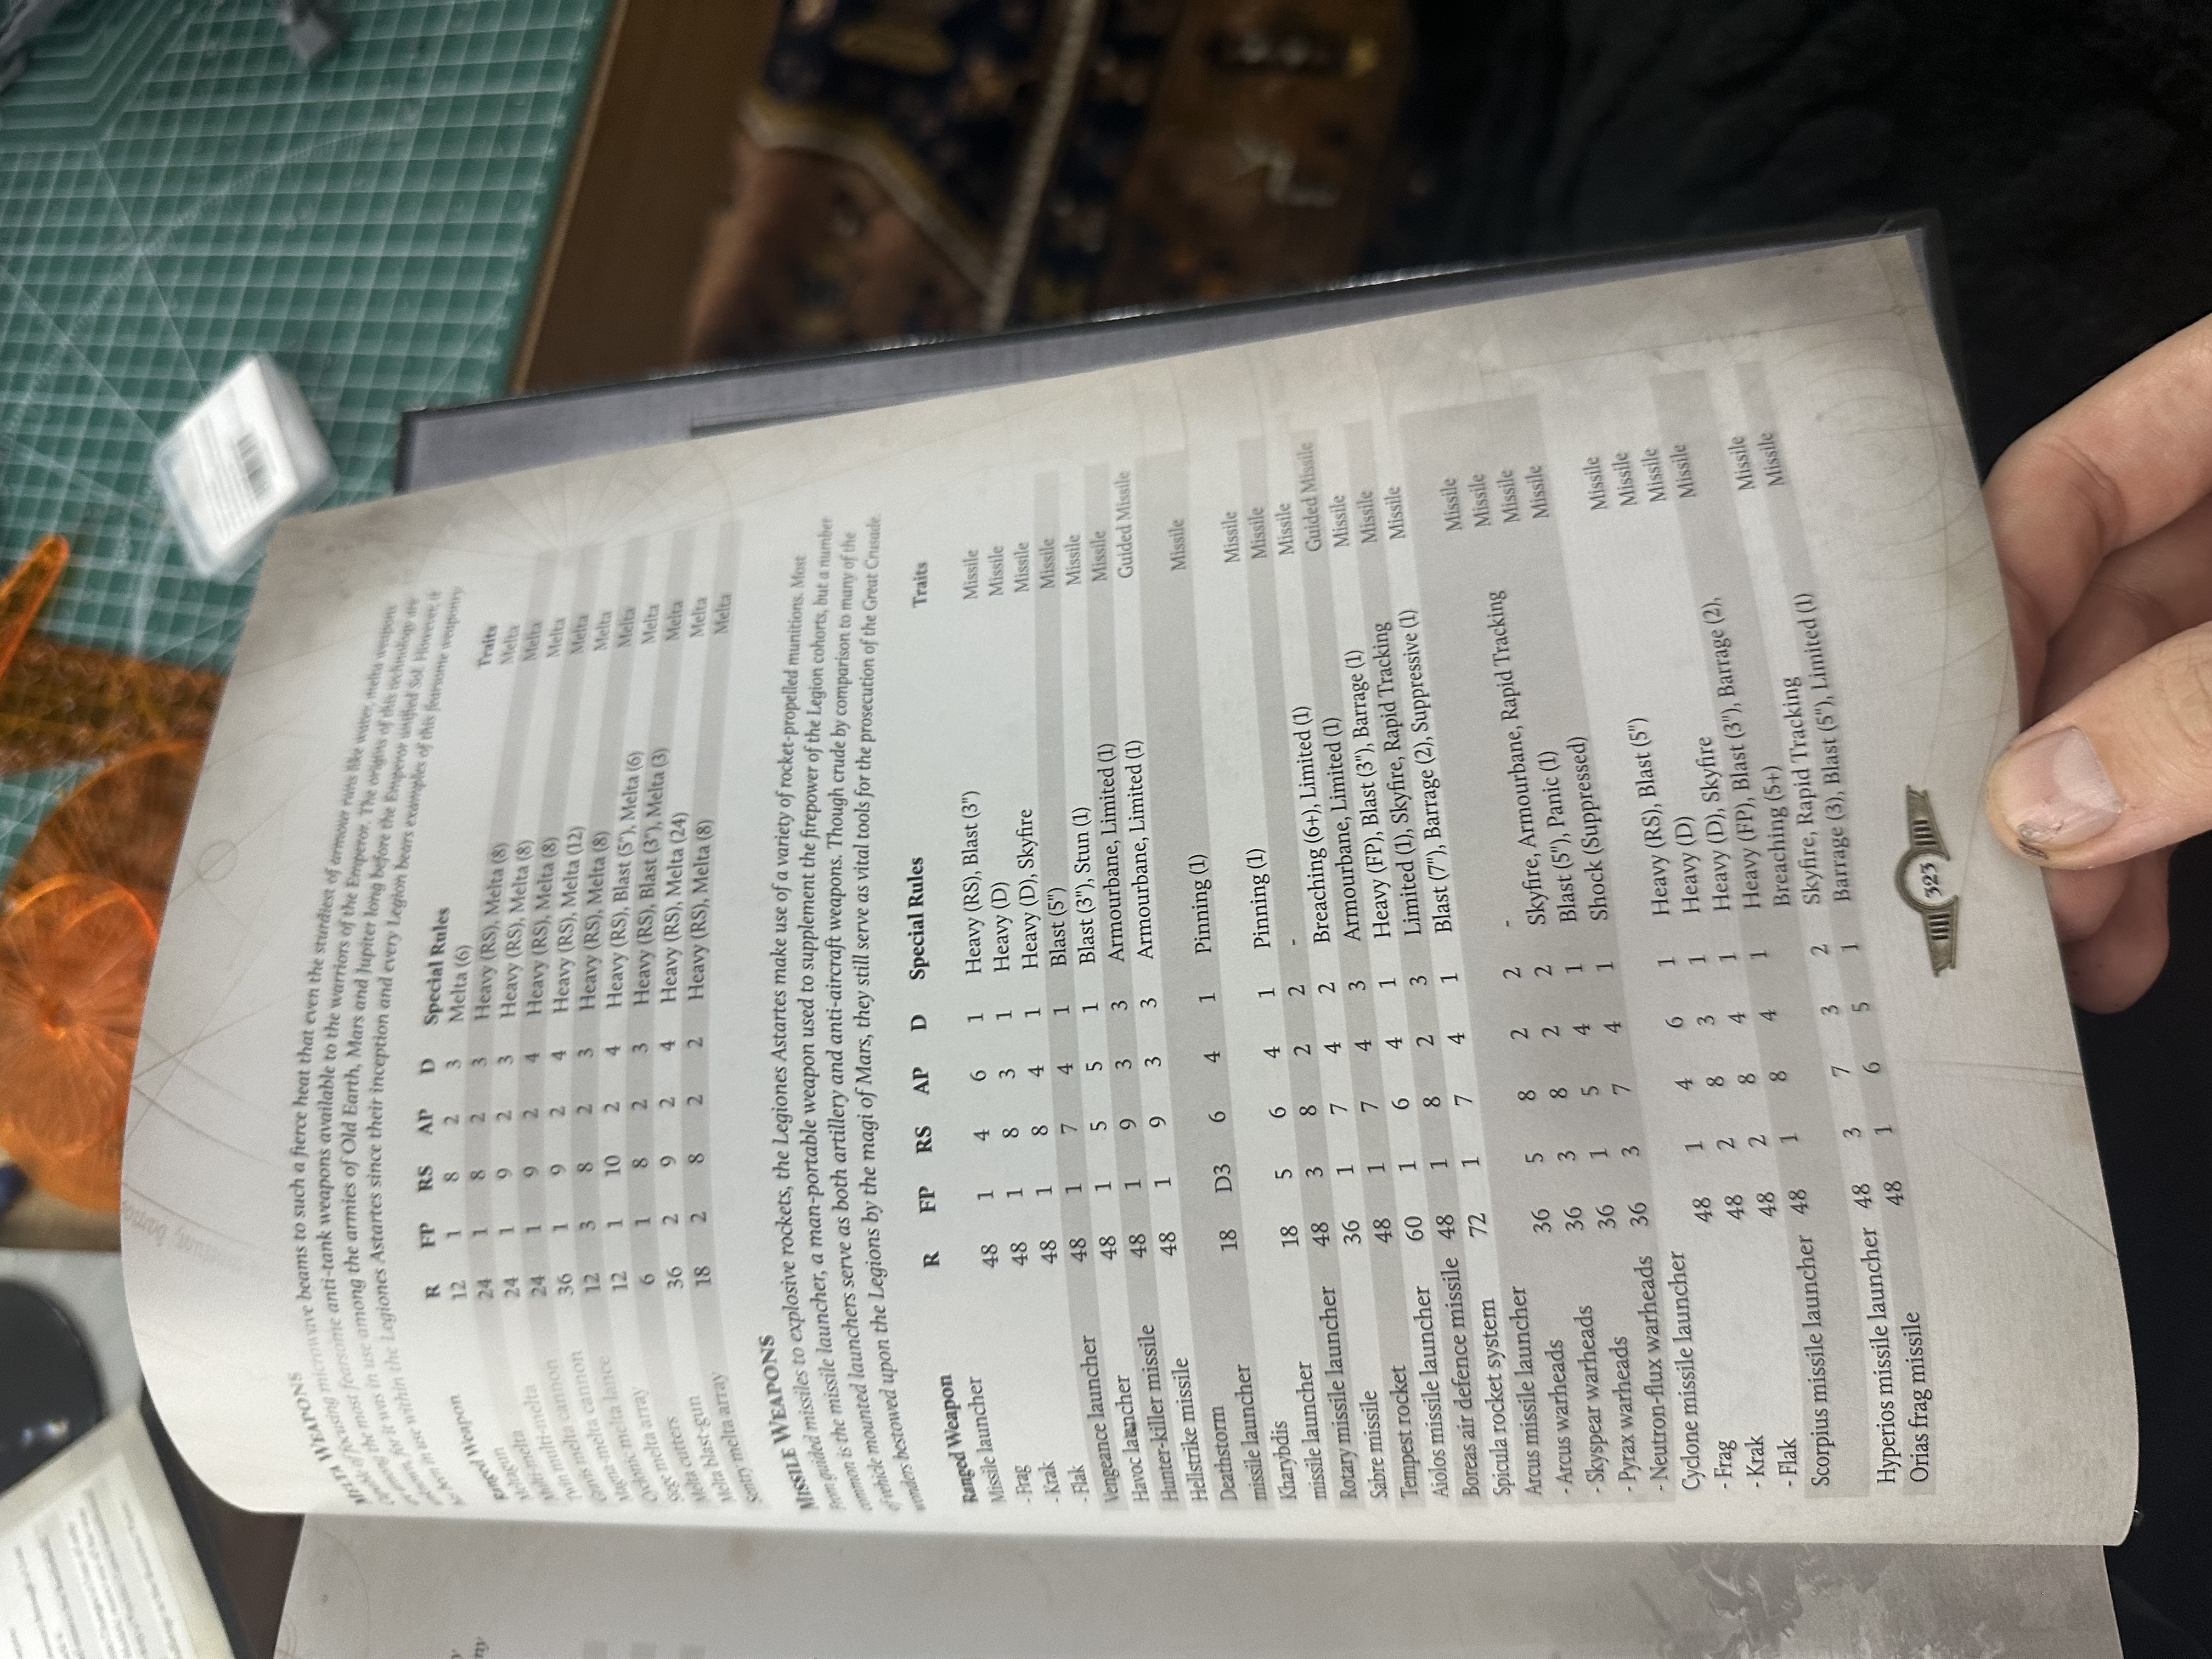 MELTA WEAPONS
Capable of focusing microwave beams to such a fierce heat that even the sturdiest of armour runs like water, melta weapons
are among the most fearsome anti-tank weapons available to the warriors of the Emperor. The origins of this technology are
unknown, for it was in use among the armies of Old Earth, Mars and Jupiter long before the Emperor unified Sol. However, it
has been in use within the Legiones Astartes since their inception and every Legion bears examples of this fearsome weaponry.
Ranged Weapon R FP RS AP D Special Rules Traits
Meltagun 12 1 8 2 3 Melta (6) Melta
Multi-melta 24 1 8 2 3 Heavy (RS), Melta (8) Melta
Twin multi-melta 24 1 9 2 3 Heavy (RS), Melta (8) Melta
Gravis melta cannon 24 1 9 2 4 Heavy (RS), Melta (8) Melta
Magna-melta cannon 36 1 9 2 4 Heavy (RS), Melta (12) Melta
Cyclonic melta lance 12 3 8 2 3 Heavy (RS), Melta (8) Melta
Siege melta array 12 1 10 2 4 Heavy (RS), Blast (5"), Melta (6) Melta
Melta cutters 6 1 8 2 3 Heavy (RS), Blast (3"), Melta (3) Melta
Melta blast-gun 36 2 9 2 4 Heavy (RS), Melta (24) Melta
Sentry melta array 18 2 8 2 2 Heavy (RS), Melta (8) Melta
MISSILE WEAPONS
From guided missiles to explosive rockets, the Legiones Astartes make use of a variety of rocket-propelled munitions. Most
common is the missile launcher, a man-portable weapon used to supplement the firepower of the Legion cohorts, but a number
of vehicle mounted launchers serve as both artillery and anti-aircraft weapons. Though crude by comparison to many of the
wonders bestowed upon the Legions by the magi of Mars, they still serve as vital tools for the prosecution of the Great Crusade.
Ranged Weapon R FP RS AP D Special Rules Traits
Missile launcher
- Frag 48 1 4 6 1 Heavy (RS), Blast (3") Missile
- Krak 48 1 8 3 1 Heavy (D) Missile
- Flak 48 1 8 4 1 Heavy (D), Skyfire Missile
Vengeance launcher 48 1 7 4 1 Blast (5") Missile
Havoc launcher 48 1 5 5 1 Blast (3"), Stun (1) Missile
Hunter-killer missile 48 1 9 3 3 Armourbane, Limited (1) Missile
Hellstrike missile 48 1 9 3 3 Armourbane, Limited (1) Guided Missile
Deathstorm
missile launcher 18 D3 6 4 1 Pinning (1) Missile
Kharybdis
missile launcher 18 5 6 4 1 Pinning (1) Missile
Rotary missile launcher 48 3 8 2 2 - Missile
Sabre missile 36 1 7 4 2 Breaching (6+), Limited (1) Missile
Tempest rocket 48 1 7 4 3 Armourbane, Limited (1) Guided Missile
Aiolos missile launcher 60 1 6 4 1 Heavy (FP), Blast (3"), Barrage (1) Missile
Boreas air defence missile 48 1 8 2 3 Limited (1), Skyfire, Rapid Tracking Missile
Spicula rocket system 72 1 7 4 1 Blast (7"), Barrage (2), Suppressive (1) Missile
Arcus missile launcher
- Arcus warheads 36 5 8 2 2 - Missile
- Skyspear warheads 36 3 8 2 2 Skyfire, Armourbane, Rapid Tracking Missile
- Pyrax warheads 36 1 5 4 1 Blast (5"), Panic (1) Missile
- Neutron-flux warheads 36 3 7 4 1 Shock (Suppressed) Missile
Cyclone missile launcher
- Frag 48 1 4 6 1 Heavy (RS), Blast (5") Missile
- Krak 48 2 8 3 1 Heavy (D) Missile
- Flak 48 2 8 4 1 Heavy (D), Skyfire Missile
Scorpius missile launcher 48 1 8 4 1 Heavy (FP), Blast (3"), Barrage (2), Missile
Breaching (5+)
Hyperios missile launcher 48 3 7 3 2 Skyfire, Rapid Tracking Missile
Orias frag missile 48 1 6 5 1 Barrage (3), Blast (5"), Limited (1) Missile
323